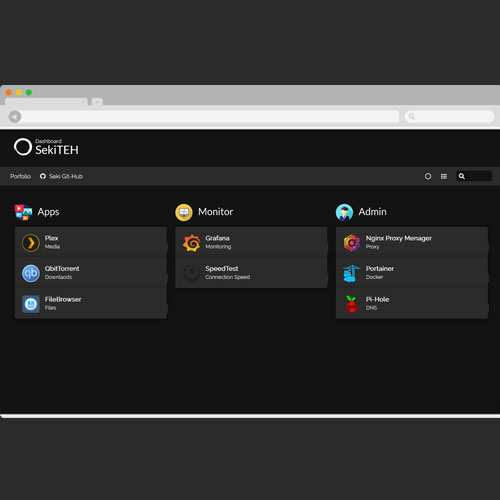 Dashboard
SekiTEH
Porfolio
Seki Git-Hub
Apps
Plex
Media
QbitTorrent
Downlaods
FileBrowser
Files
Monitor
Grafana
Monitoring
SpeedTest
Connection Speed
Admin
Nginx Proxy Menager
Proxy
Portainer
Docker
Pi-Hole
DNS